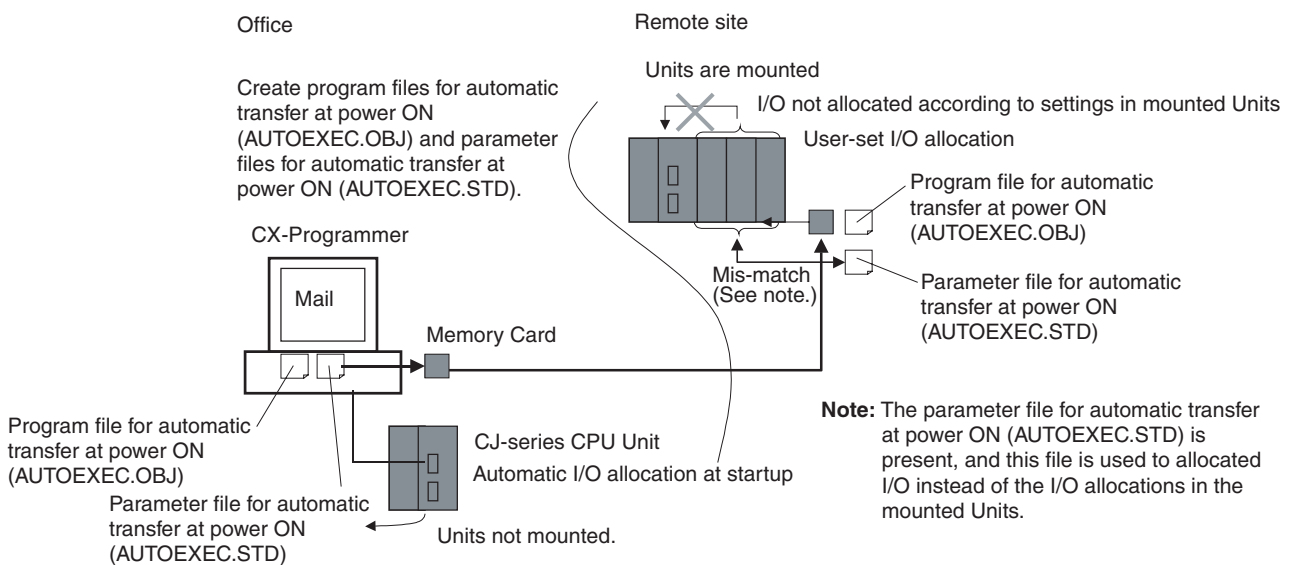 Office
Create program files for automatic
transfer at power ON
(AUTOEXEC.OBJ) and parameter
files for automatic transfer at
power ON (AUTOEXEC.STD).
CX-Programmer
Mail
Memory Card
Program file for automatic
transfer at power ON
(AUTOEXEC.OBJ)
Parameter file for automatic
transfer at power ON
(AUTOEXEC.STD)
CJ-series CPU Unit
Automatic I/O allocation at startup
Units not mounted.
Remote site
Units are mounted
I/O not allocated according to settings in mounted Units
User-set I/O allocation
Program file for automatic
transfer at power ON
(AUTOEXEC.OBJ)
Mis-match
(See note.)
Parameter file for automatic
transfer at power ON
(AUTOEXEC.STD)
Note: The parameter file for automatic transfer
at power ON (AUTOEXEC.STD) is
present, and this file is used to allocated
I/O instead of the I/O allocations in the
mounted Units.